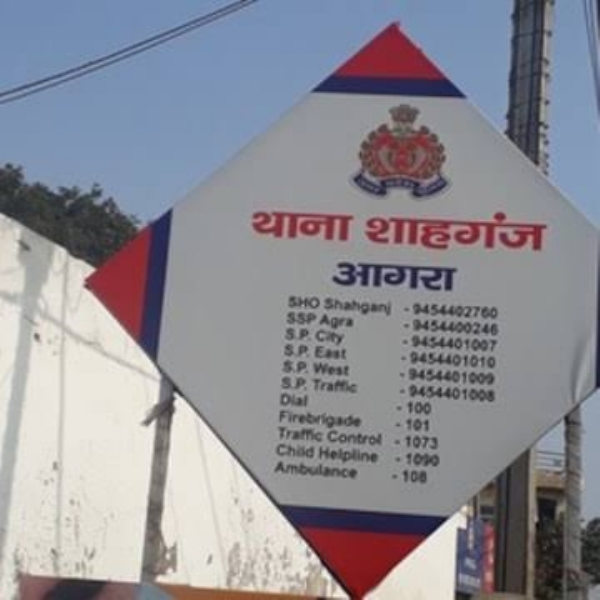 थाना शाहगंज
आगरा
SHO Shahganj - 9454402760
SSP Agra - 9454400246
S.P. City - 9454401007
S.P. East - 9454401010
S.P. West - 9454401009
S.P. Traffic - 9454401008
Dial - 100
Firebrigade - 101
Traffic Control - 1073
Child Helpline - 1090
Ambulance - 108